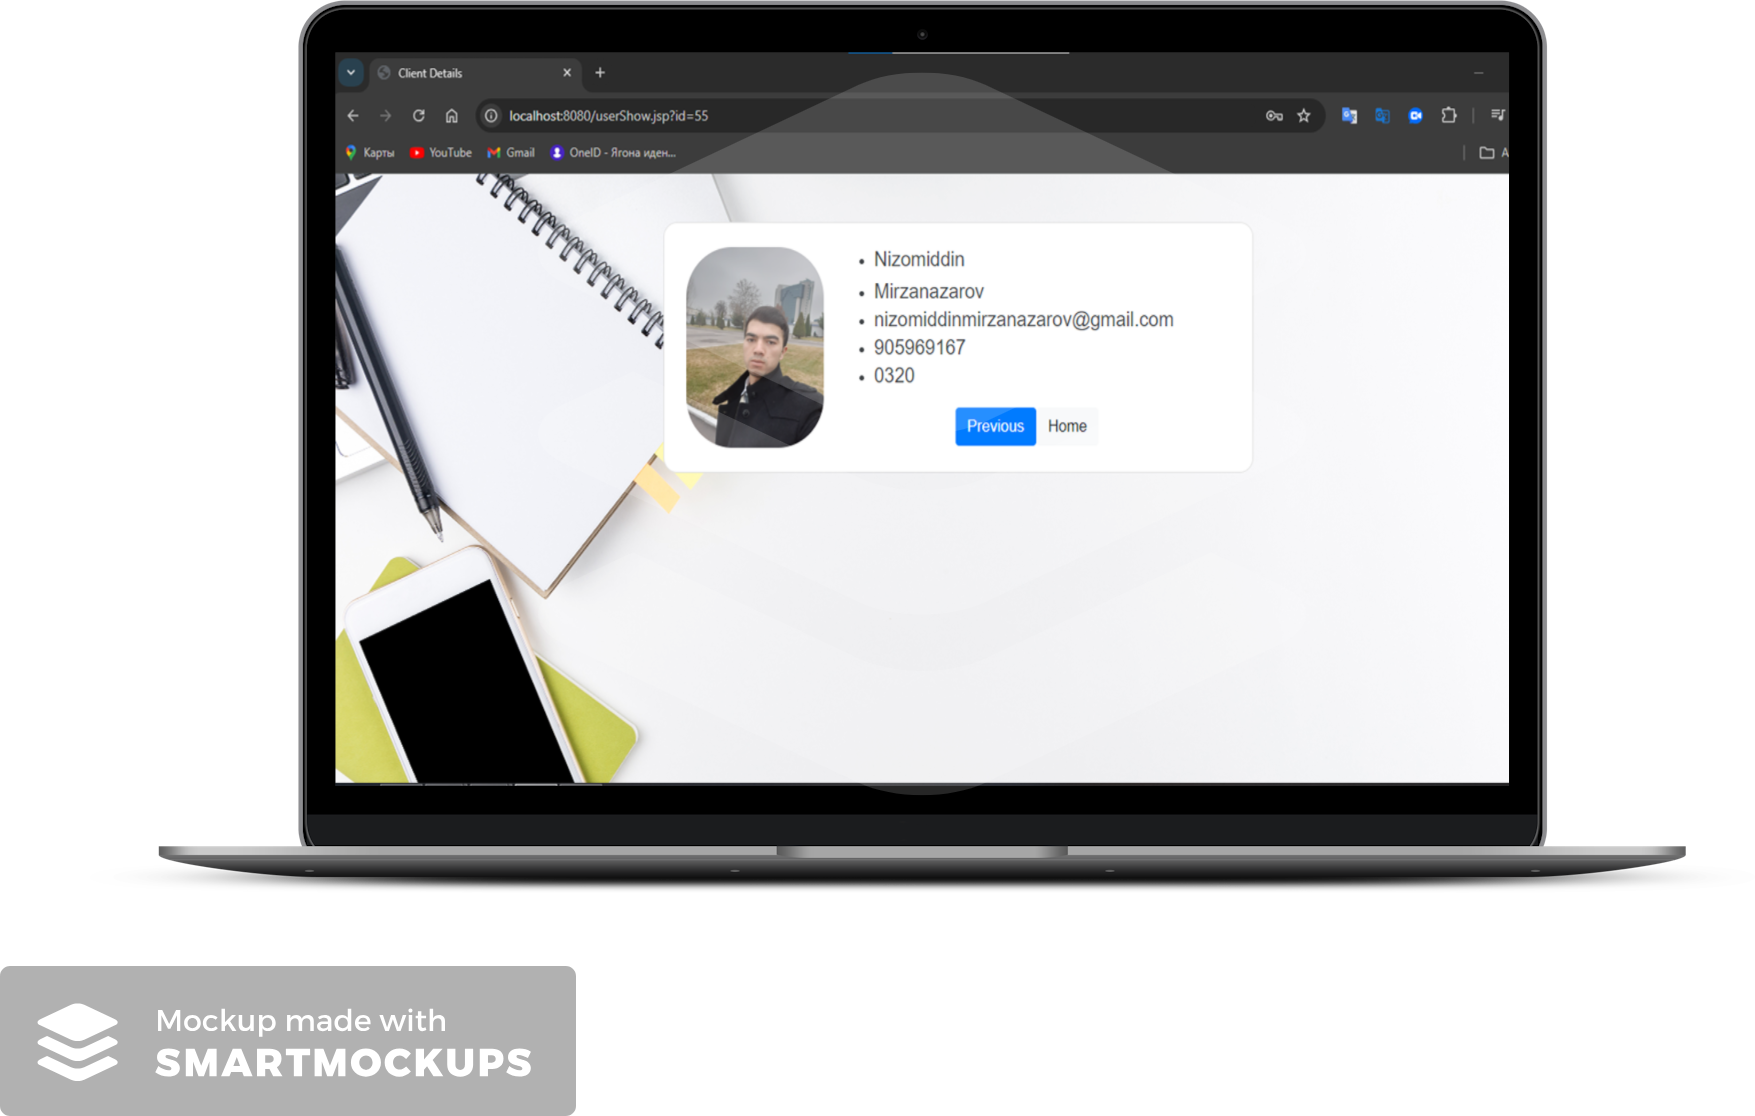 Client Details
localhost:8080/userShow.jsp?id=55
Карты YouTube Gmail OneID - Ягона иден...
Nizomiddin
Mirzanazarov
nizomiddinmirzanazarov@gmail.com
905969167
0320
Previous Home
Mockup made with
SMARTMOCKUPS